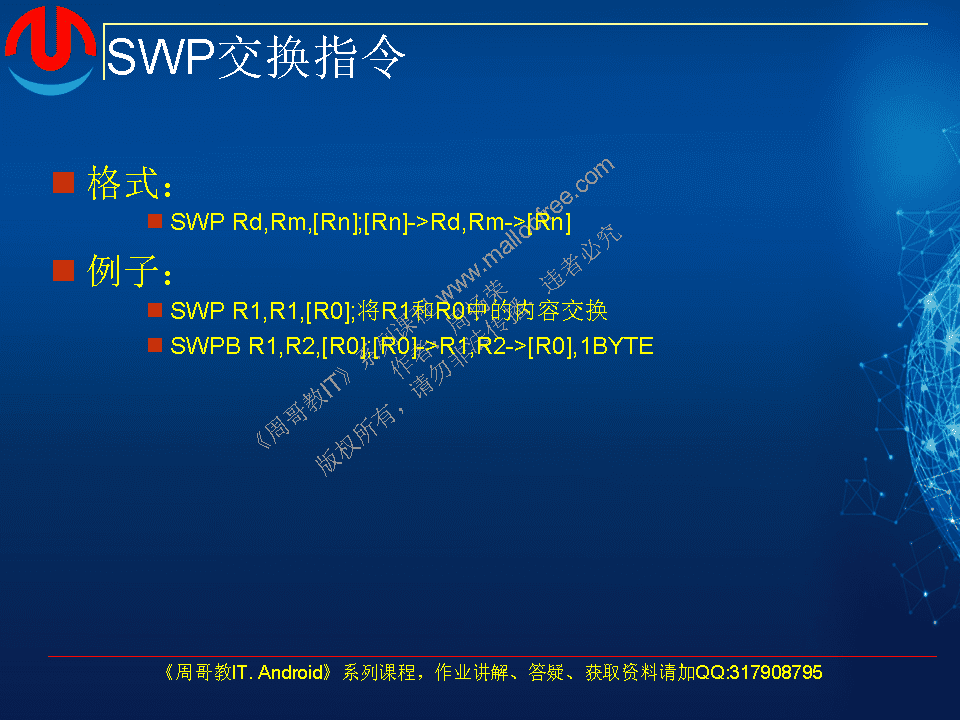 SWP交换指令
格式：
SWP Rd,Rm,[Rn];[Rn]->Rd,Rm->[Rn]
例子：
SWP R1,R1,[R0];将R1和R0中的内容交换
SWPB R1,R2,[R0];[R0]->R1,R2->[R0],1BYTE
《周哥教IT》系列课程 www.mallocfree.com
作者：周荣
版权所有，请勿非法传播 违者必究
《周哥教IT. Android》系列课程，作业讲解、答疑、获取资料请加QQ:317908795